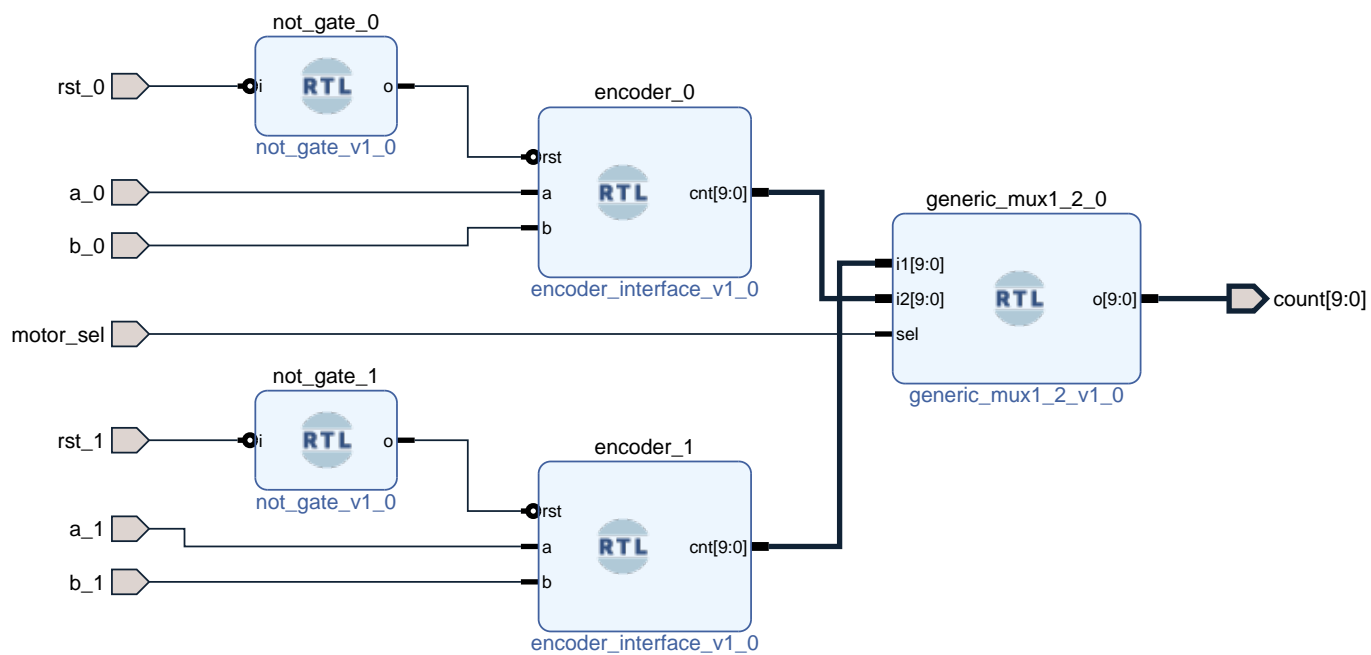 not_gate_0
rst_0
i
RTL
o
not_gate_v1_0
encoder_0
rst
a_0
a
RTL
cnt[9:0]
b_0
b
encoder_interface_v1_0
generic_mux1_2_0
i1[9:0]
i2[9:0]
RTL
o[9:0]
count[9:0]
motor_sel
sel
generic_mux1_2_v1_0
not_gate_1
rst_1
i
RTL
o
not_gate_v1_0
encoder_1
rst
a_1
a
RTL
cnt[9:0]
b_1
b
encoder_interface_v1_0